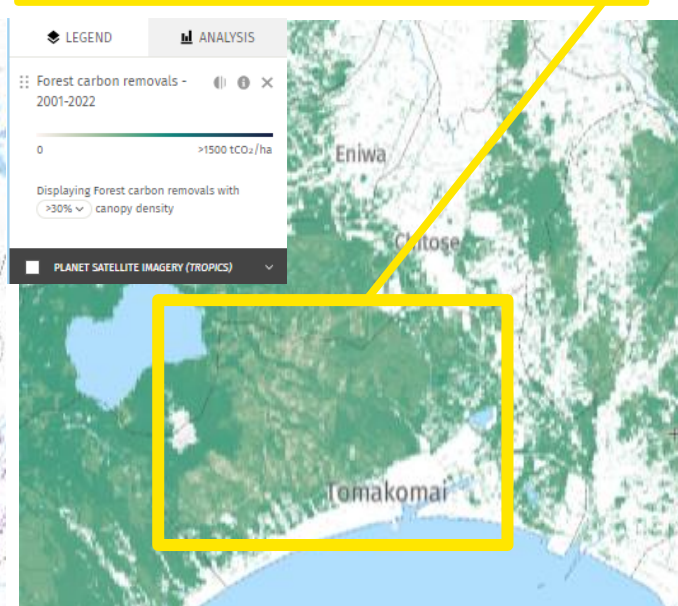 LEGEND
ANALYSIS
Forest carbon removals -
2001-2022
0
>1500 tCO₂/ha
Displaying Forest carbon removals with
>30% canopy density
PLANET SATELLITE IMAGERY (TROPICS)
Eniwa
Chitose
Tomakomai